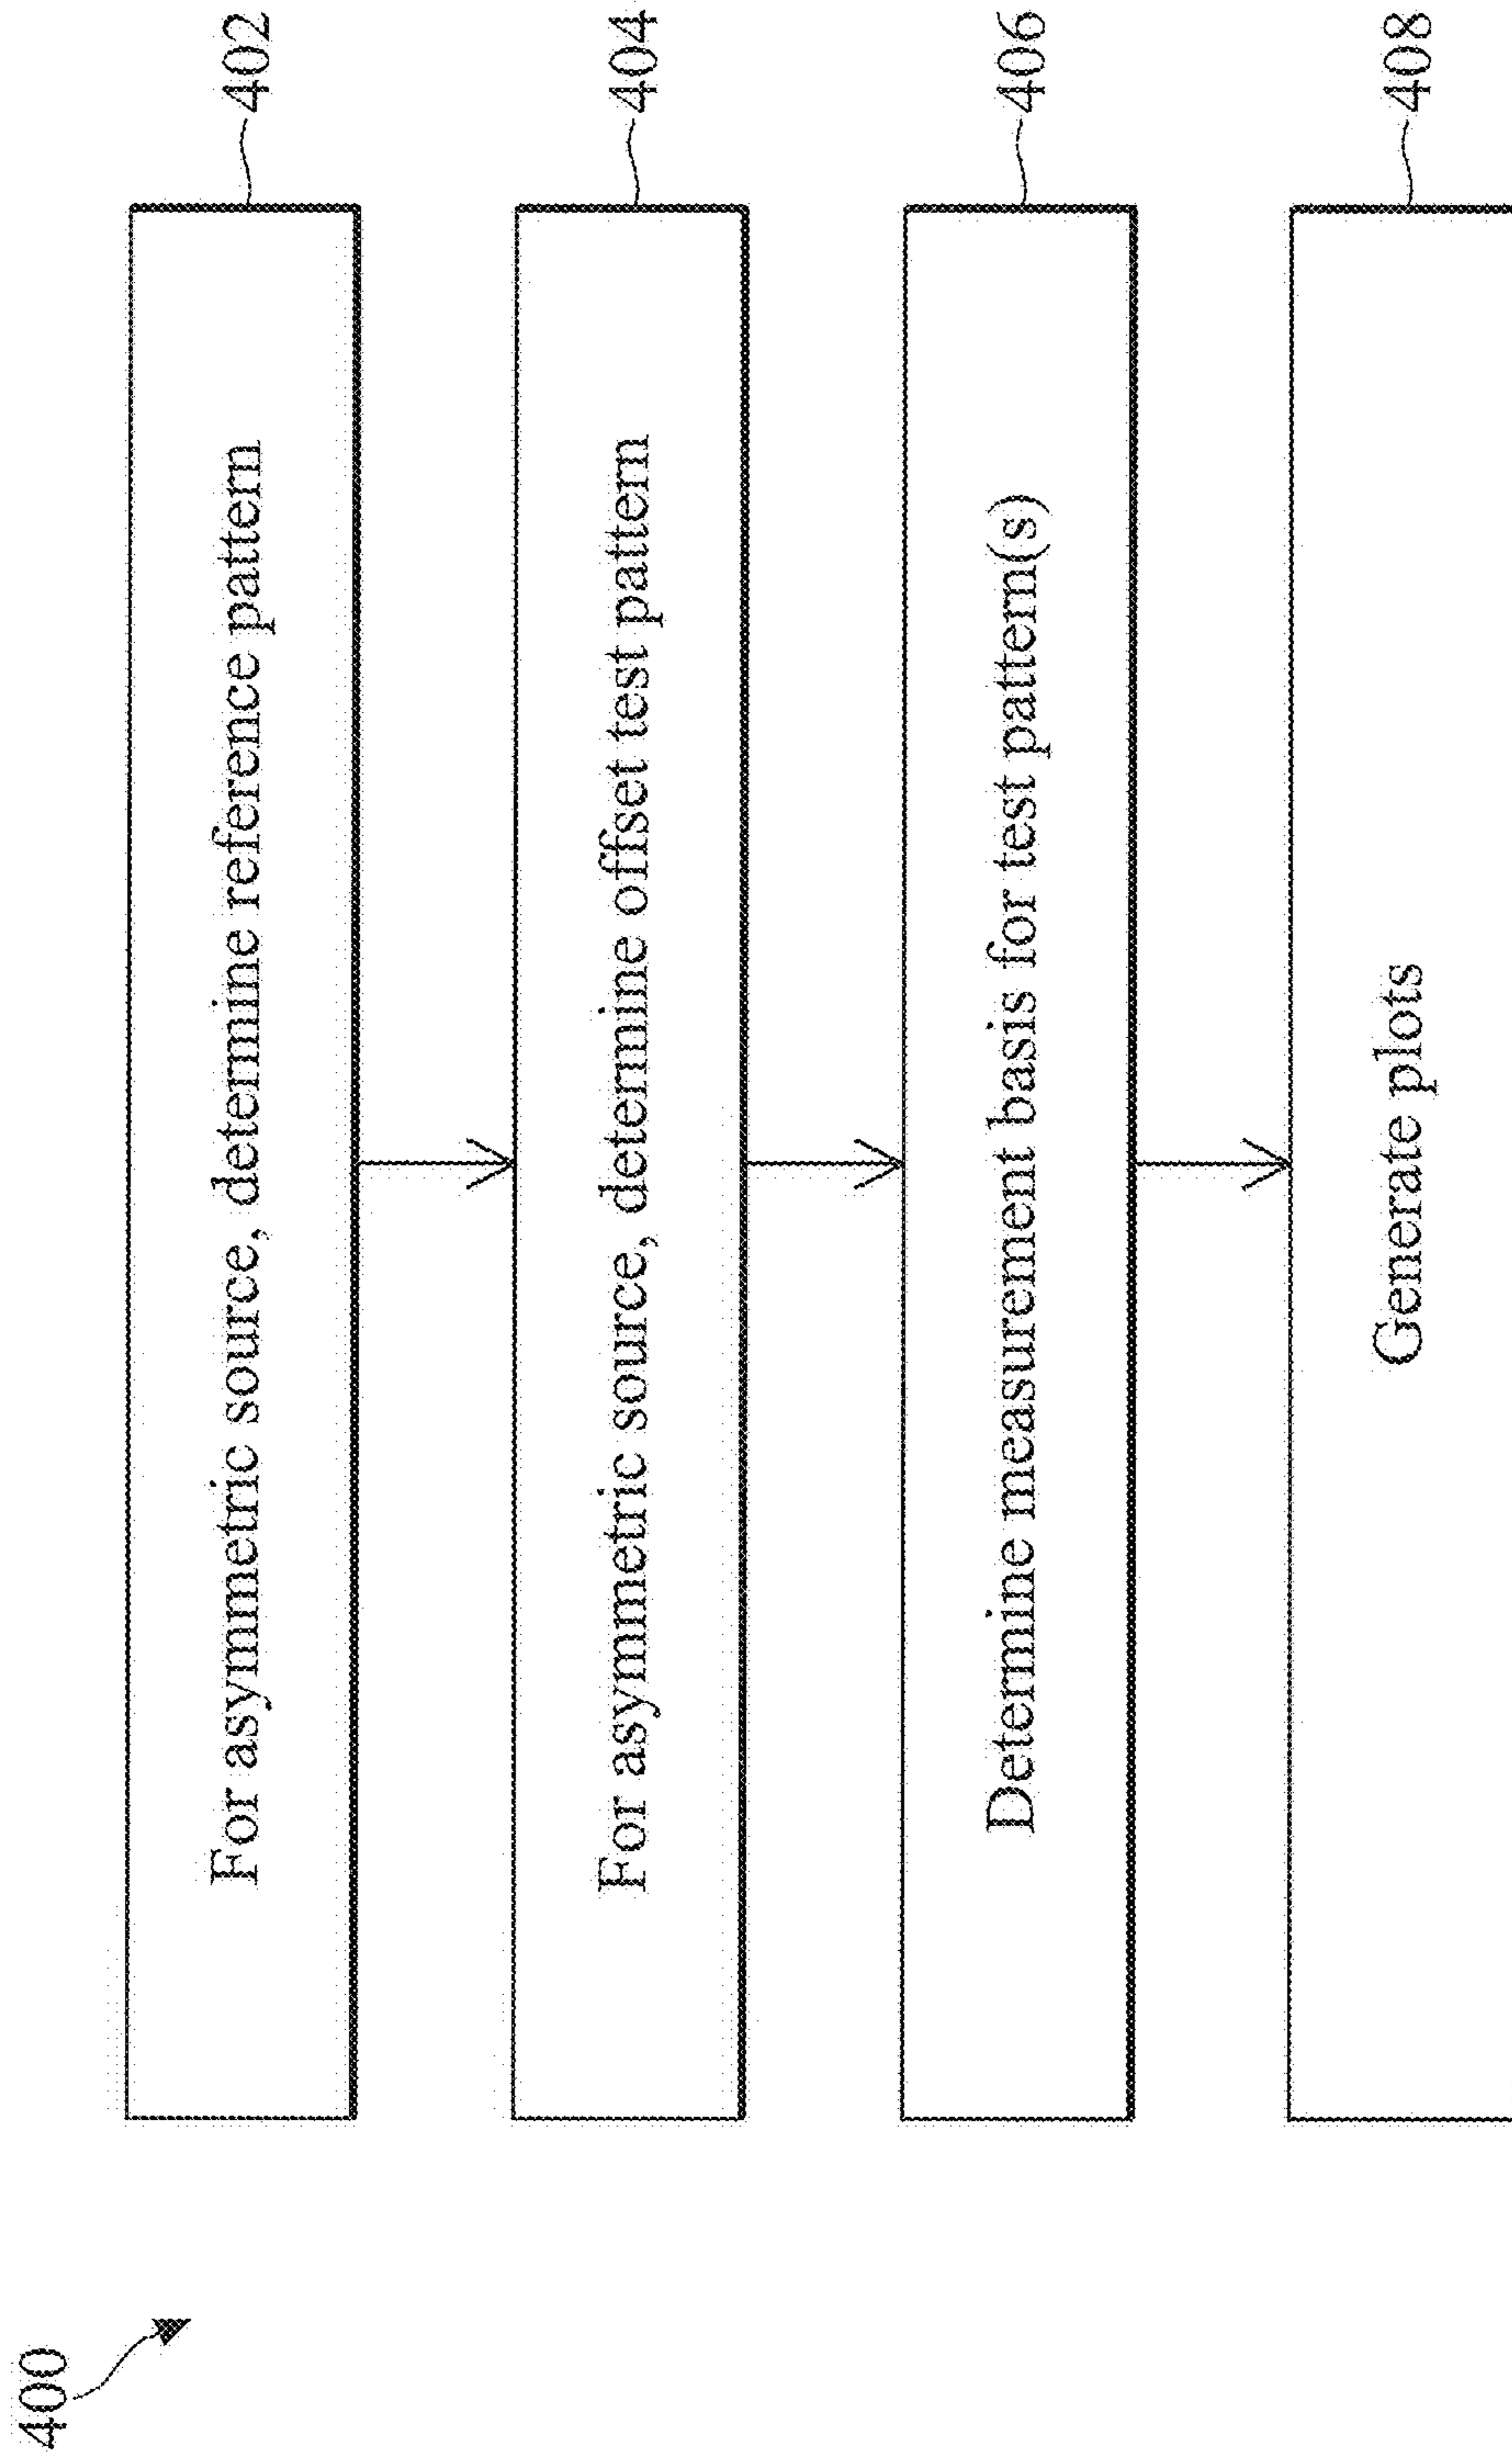 400
For asymmetric source, determine reference pattern
402
For asymmetric source, determine offset test pattern
404
Determine measurement basis for test pattern(s)
406
Generate plots
408